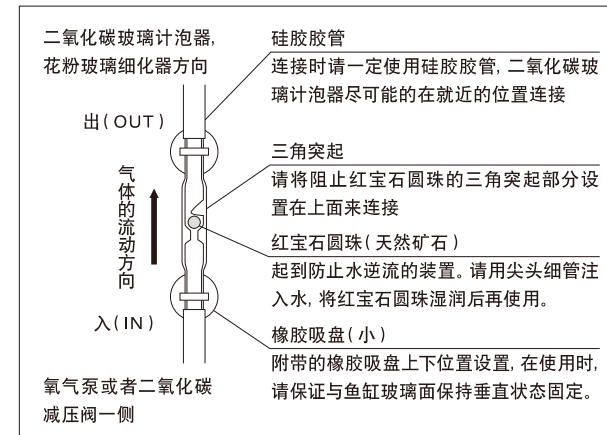 二氧化碳玻璃计泡器,
花粉玻璃细化器方向
出(OUT)
气体的流动方向
入(IN)
氧气泵或者二氧化碳
减压阀一侧
硅胶胶管
连接时请一定使用硅胶胶管, 二氧化碳玻
璃计泡器尽可能的在就近的位置连接
三角突起
请将阻止红宝石圆珠的三角突起部分设
置在上面来连接
红宝石圆珠(天然矿石)
起到防止水逆流的装置。请用尖头细管注
入水, 将红宝石圆珠湿润后再使用。
橡胶吸盘(小)
附带的橡胶吸盘上下位置设置, 在使用时,
请保证与鱼缸玻璃面保持垂直状态固定。